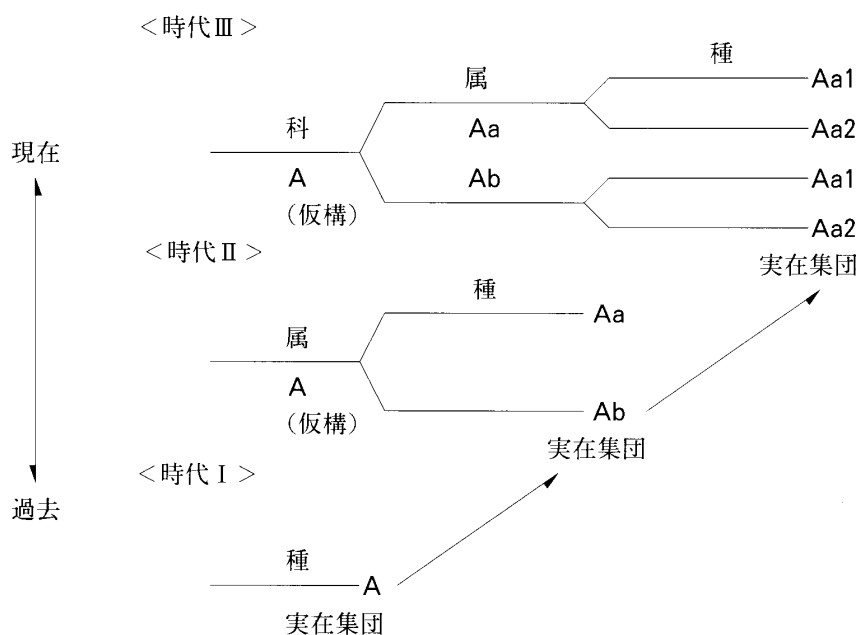 <時代Ⅲ>
種
属
Aa1
科
Aa
Aa2
現在
A
Ab
Aa1
(仮構)
Aa2
<時代Ⅱ>
実在集団
種
属
Aa
A
(仮構)
Ab
実在集団
<時代Ⅰ>
過去
種
A
実在集団